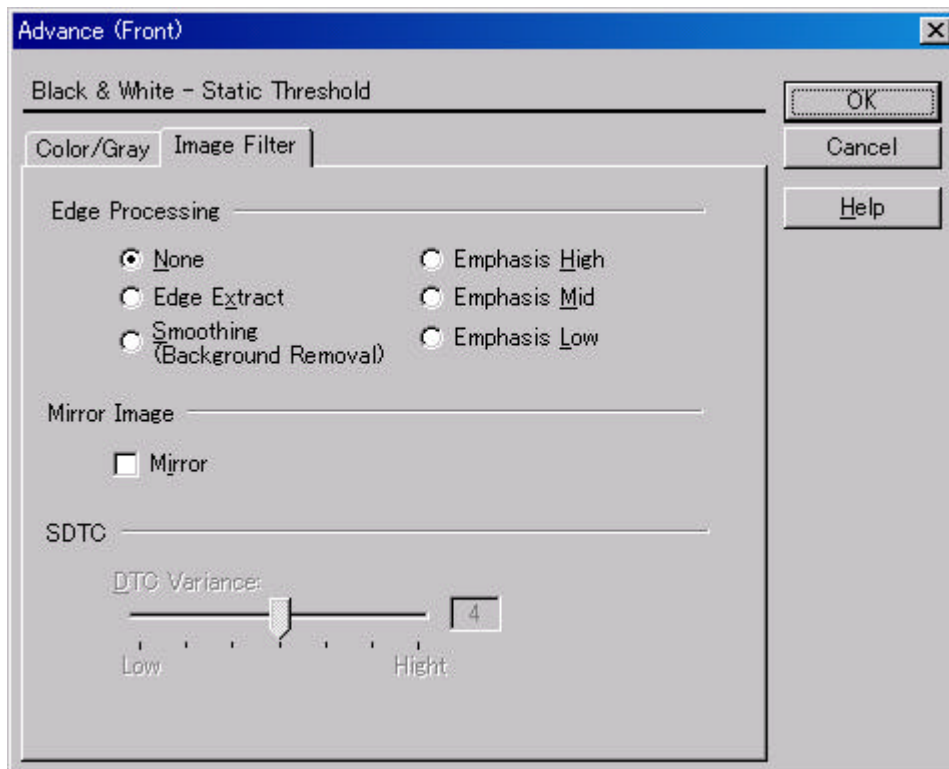 Advance (Front)
Black & White - Static Threshold
OK
Cancel
Help
Color/Gray
Image Filter
Edge Processing
None
Emphasis High
Edge Extract
Emphasis Mid
Smoothing
(Background Removal)
Emphasis Low
Mirror Image
Mirror
SDTC
DTC Variance:
4
Low
Hight